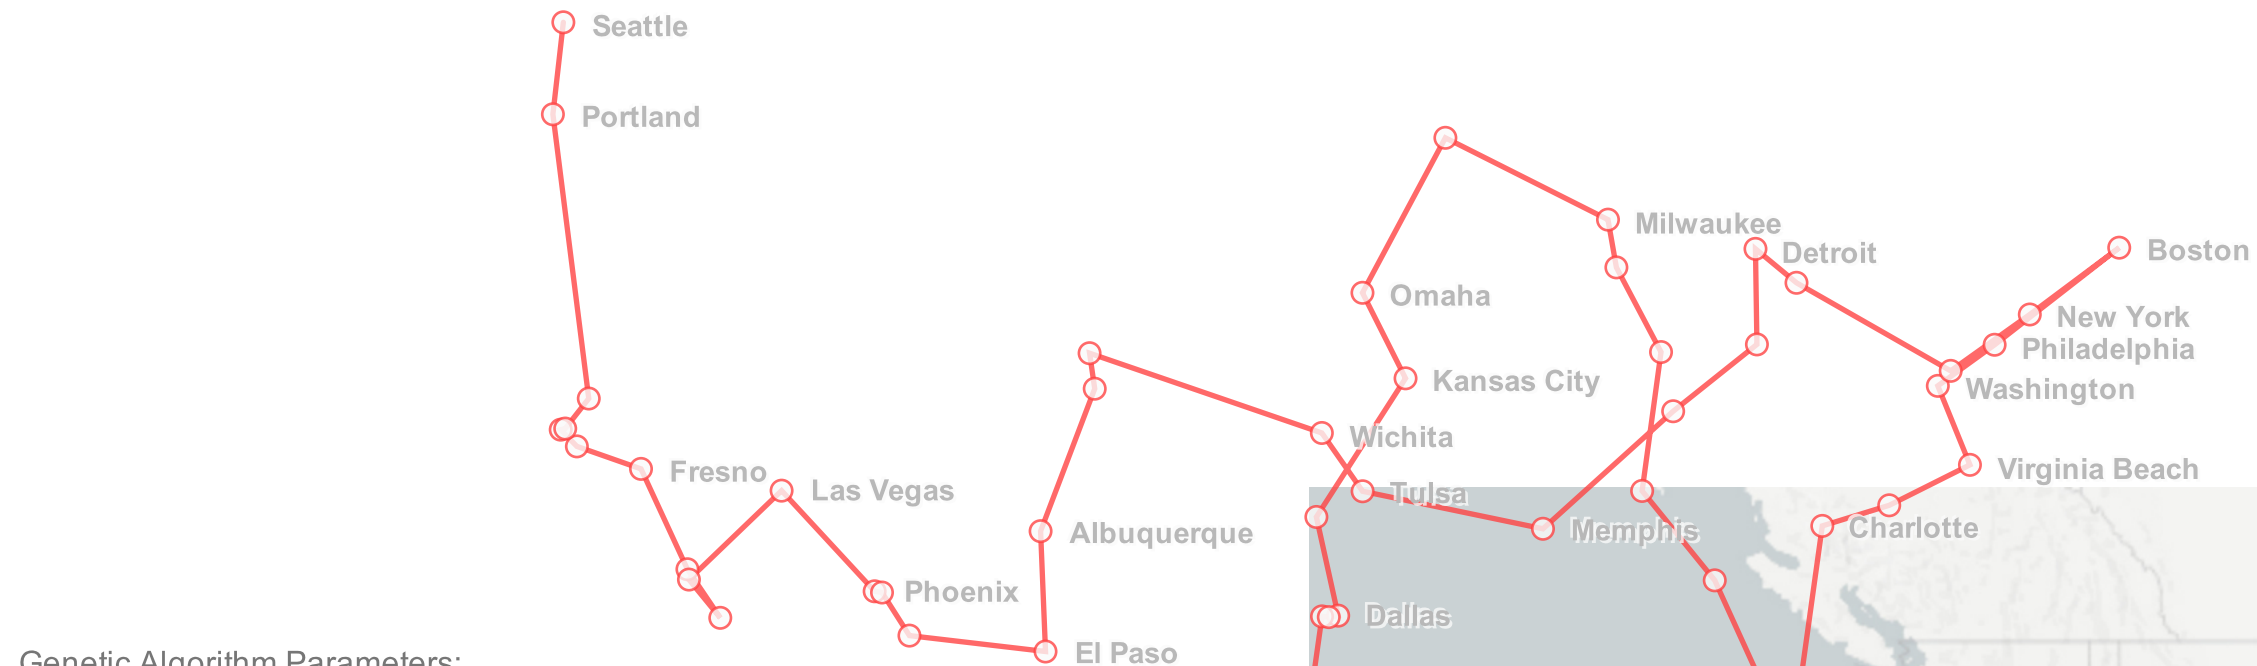 Seattle
Portland
Milwaukee
Detroit
Boston
Omaha
New York
Philadelphia
Kansas City
Washington
Wichita
Fresno
Virginia Beach
Las Vegas
Tulsa
Albuquerque
Memphis
Charlotte
Phoenix
Dallas
El Paso
Genetic Algorithm Parameters: